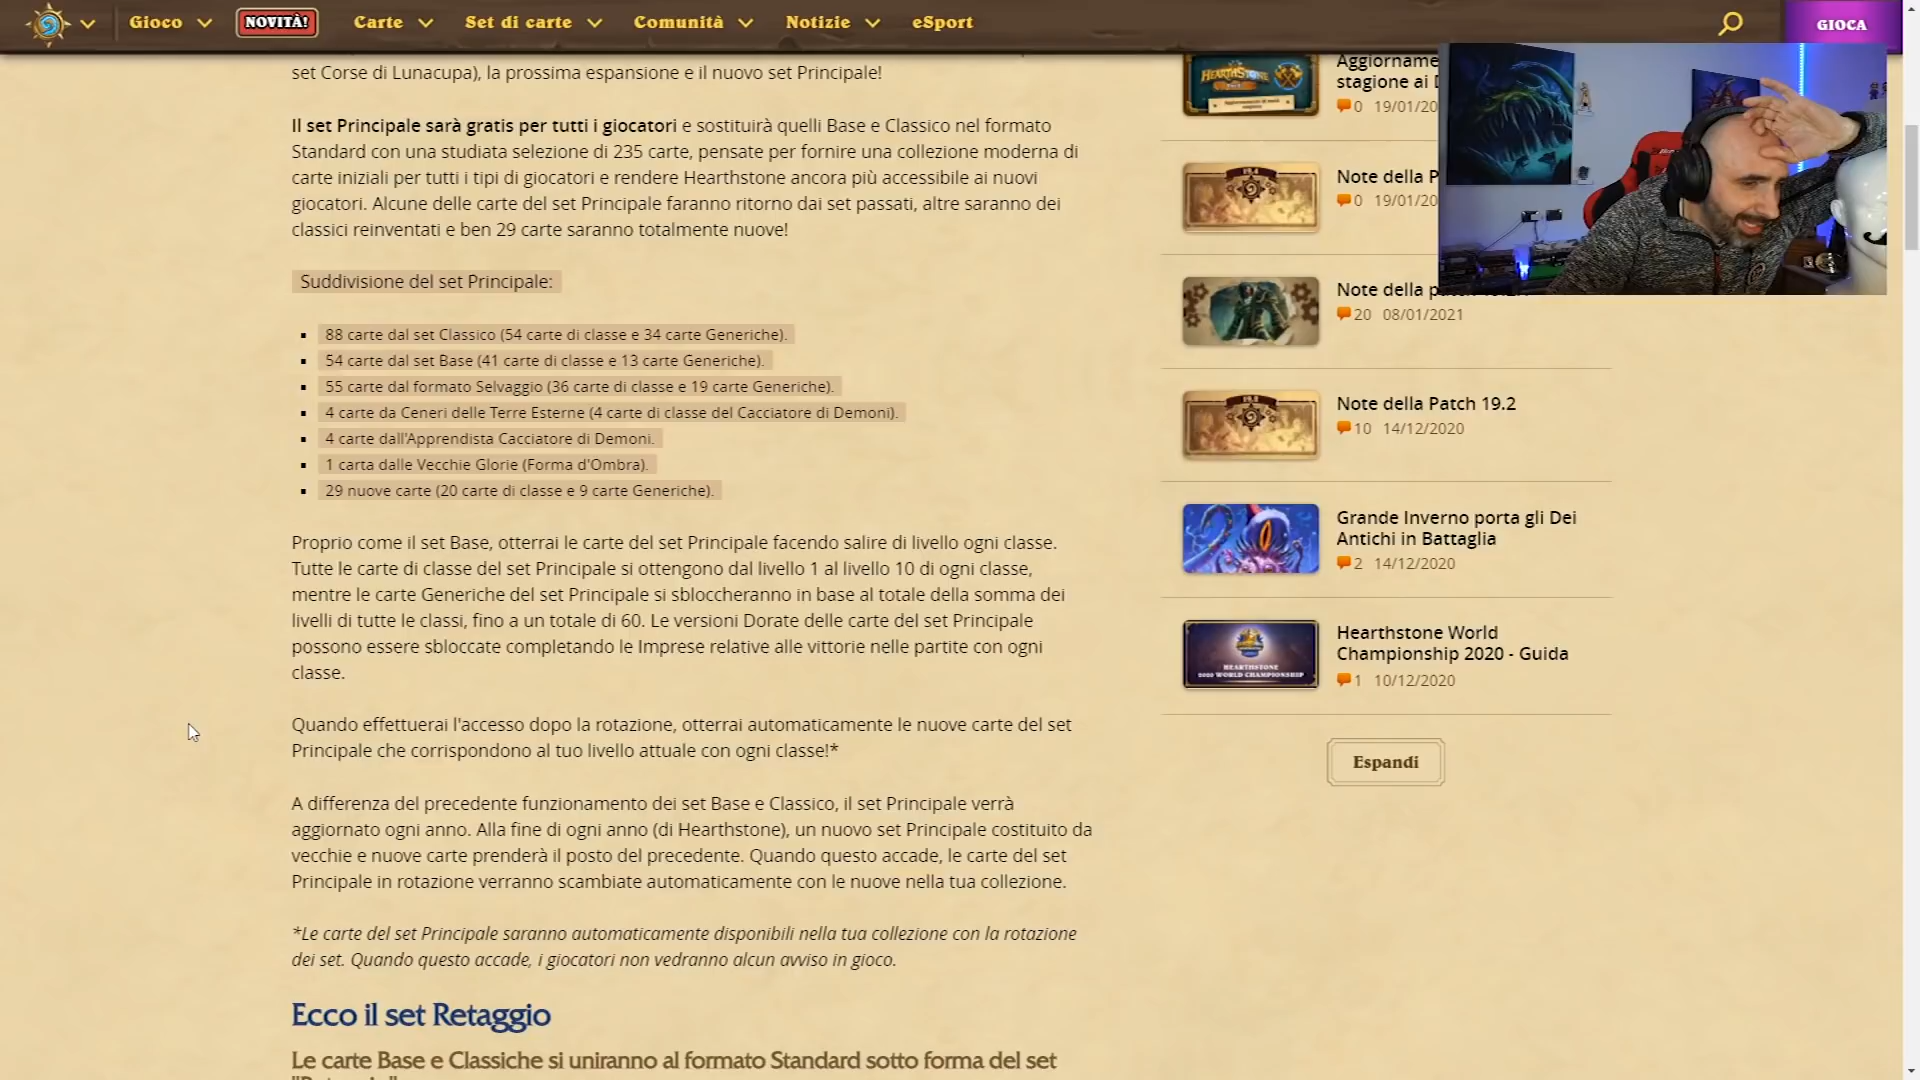 Gioco
NOVITÀ!
Carte
Set di carte
Comunità
Notizie
eSport
GIOCA
set Corse di Lunacupa), la prossima espansione e il nuovo set Principale!
Il set Principale sarà gratis per tutti i giocatori e sostituirà quelli Base e Classico nel formato
Standard con una studiata selezione di 235 carte, pensate per fornire una collezione moderna di
carte iniziali per tutti i tipi di giocatori e rendere Hearthstone ancora più accessibile ai nuovi
giocatori. Alcune delle carte del set Principale faranno ritorno dai set passati, altre saranno dei
classici reinventati e ben 29 carte saranno totalmente nuove!
Suddivisione del set Principale:
88 carte dal set Classico (54 carte di classe e 34 carte Generiche).
54 carte dal set Base (41 carte di classe e 13 carte Generiche).
55 carte dal formato Selvaggio (36 carte di classe e 19 carte Generiche).
4 carte da Ceneri delle Terre Esterne (4 carte di classe del Cacciatore di Demoni).
4 carte dall'Apprendista Cacciatore di Demoni.
1 carta dalle Vecchie Glorie (Forma d'Ombra).
29 nuove carte (20 carte di classe e 9 carte Generiche).
Proprio come il set Base, otterrai le carte del set Principale facendo salire di livello ogni classe.
Tutte le carte di classe del set Principale si ottengono dal livello 1 al livello 10 di ogni classe,
mentre le carte Generiche del set Principale si sbloccheranno in base al totale della somma dei
livelli di tutte le classi, fino a un totale di 60. Le versioni Dorate delle carte del set Principale
possono essere sbloccate completando le Imprese relative alle vittorie nelle partite con ogni
classe.
Quando effettuerai l'accesso dopo la rotazione, otterrai automaticamente le nuove carte del set
Principale che corrispondono al tuo livello attuale con ogni classe!*
A differenza del precedente funzionamento dei set Base e Classico, il set Principale verrà
aggiornato ogni anno. Alla fine di ogni anno (di Hearthstone), un nuovo set Principale costituito da
vecchie e nuove carte prenderà il posto del precedente. Quando questo accade, le carte del set
Principale in rotazione verranno scambiate automaticamente con le nuove nella tua collezione.
*Le carte del set Principale saranno automaticamente disponibili nella tua collezione con la rotazione
dei set. Quando questo accade, i giocatori non vedranno alcun avviso in gioco.
Ecco il set Retaggio
Le carte Base e Classiche si uniranno al formato Standard sotto forma del set
HEARTHSTONE
Aggiorname
stagione ai
0 19/01/20
19.4
Note della P
0 19/01/20
Note della
20 08/01/2021
19.2
Note della Patch 19.2
10 14/12/2020
Grande Inverno porta gli Dei
Antichi in Battaglia
2 14/12/2020
HEARTHSTONE
2020 WORLD CHAMPIONSHIP
Hearthstone World
Championship 2020 - Guida
1 10/12/2020
Espandi